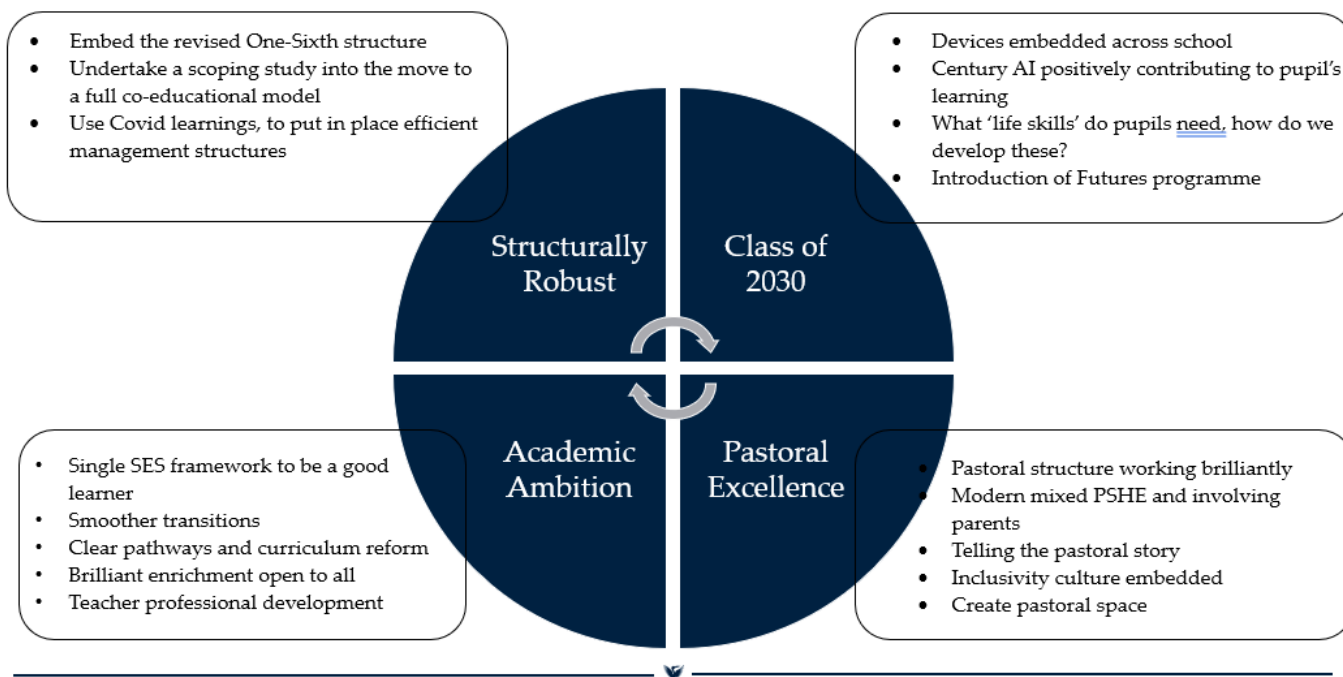 • Embed the revised One-Sixth structure
• Undertake a scoping study into the move to
a full co-educational model
• Use Covid learnings, to put in place efficient
management structures
• Devices embedded across school
• Century AI positively contributing to pupil's
learning
• What 'life skills' do pupils need, how do we
develop these?
• Introduction of Futures programme
Structurally
Robust
Class of
2030
Academic
Ambition
Pastoral
Excellence
• Single SES framework to be a good
learner
• Smoother transitions
• Clear pathways and curriculum reform
• Brilliant enrichment open to all
• Teacher professional development
• Pastoral structure working brilliantly
• Modern mixed PSHE and involving
parents
• Telling the pastoral story
• Inclusivity culture embedded
• Create pastoral space